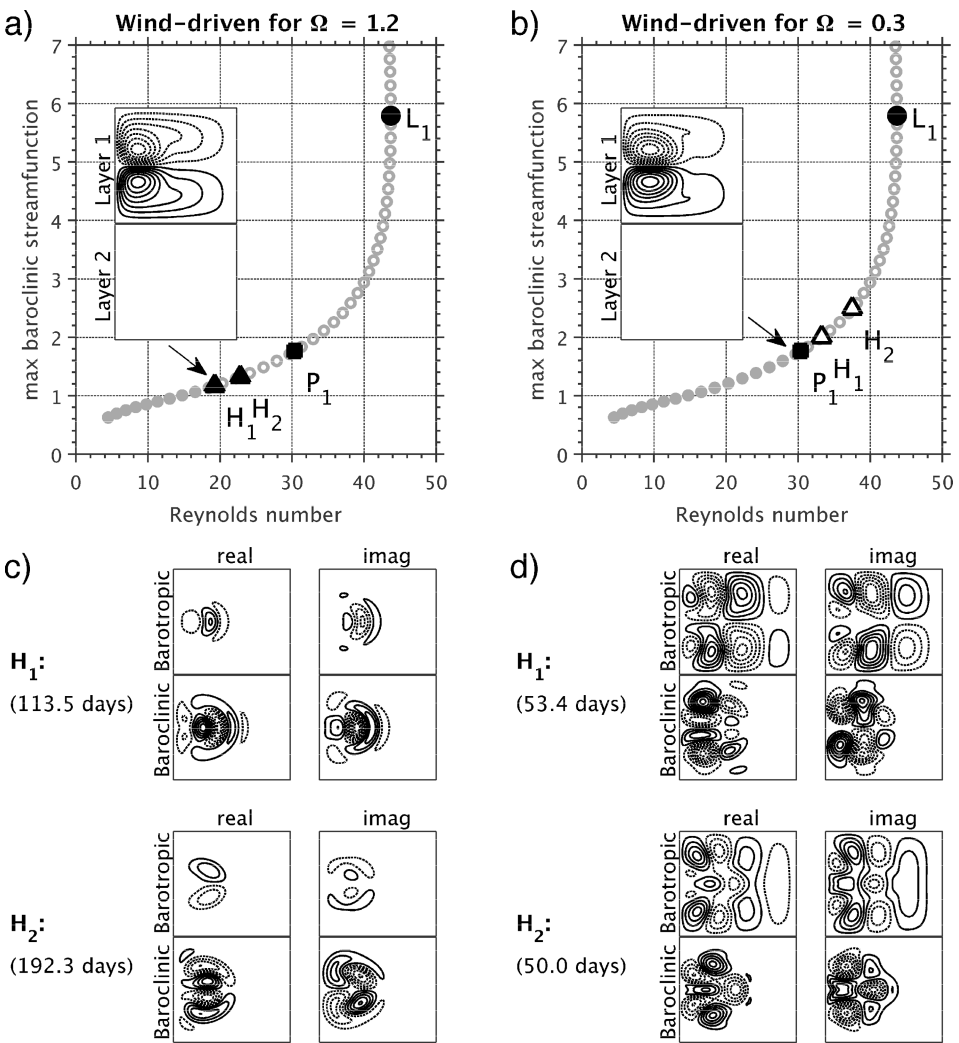 a) Wind-driven for Ω = 1.2
max baroclinic streamfunction
7
6
5
4
3
2
1
0
Layer 1
Layer 2
L1
H1
H2
P1
0 10 20 30 40 50
Reynolds number
b) Wind-driven for Ω = 0.3
max baroclinic streamfunction
7
6
5
4
3
2
1
0
Layer 1
Layer 2
L1
P1
H1
H2
0 10 20 30 40 50
Reynolds number
c)
real imag
H1:
(113.5 days)
Barotropic
Baroclinic
real imag
H2:
(192.3 days)
Barotropic
Baroclinic
d)
real imag
H1:
(53.4 days)
Barotropic
Baroclinic
real imag
H2:
(50.0 days)
Barotropic
Baroclinic